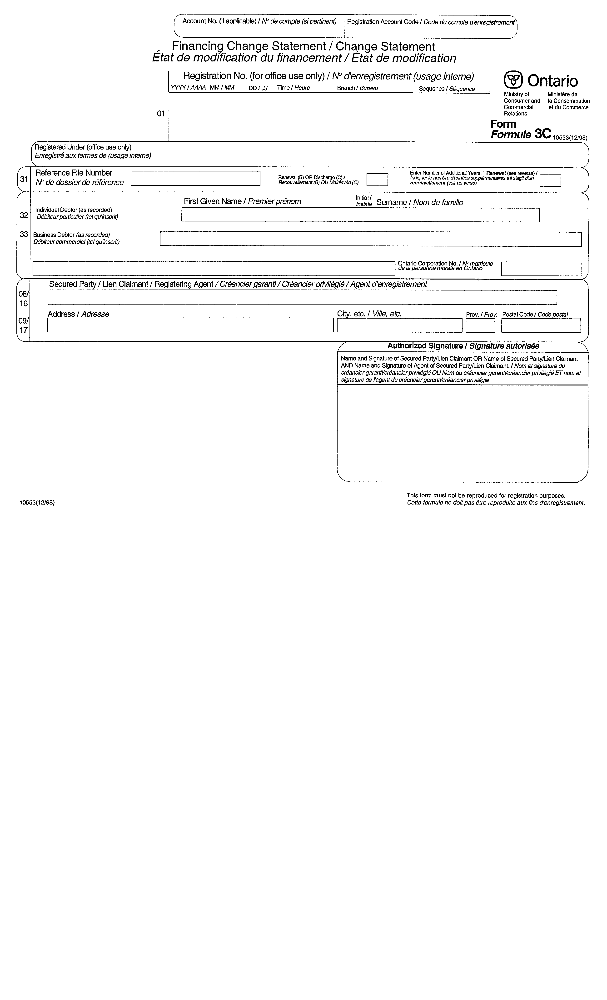 Account No. (if applicable) / Nº de compte (si pertinent)
Registration Account Code / Code du compte d'enregistrement
Financing Change Statement / Change Statement
État de modification du financement / État de modification
Registration No. (for office use only) / Nº d'enregistrement (usage interne)
YYYY / AAAA MM / MM DD / JJ Time / Heure Branch / Bureau Sequence / Séquence
01
Ontario
Ministry of
Consumer and
Commercial
Relations
Ministère de
la Consommation
et du Commerce
Form
Formule 3C 10553(12/98)
Registered Under (office use only)
Enregistré aux termes de (usage interne)
31
Reference File Number
Nº de dossier de référence
Renewal (B) OR Discharge (C) /
Renouvellement (B) OU Mainlevée (C)
Enter Number of Additional Years if Renewal (see reverse) /
Indiquer le nombre d'années supplémentaires s'il s'agit d'un
renouvellement (voir au verso)
First Given Name / Premier prénom
Initial /
Initiale
Surname / Nom de famille
32
Individual Debtor (as recorded)
Débiteur particulier (tel qu'inscrit)
33
Business Debtor (as recorded)
Débiteur commercial (tel qu'inscrit)
Ontario Corporation No. / Nº matricule
de la personne morale en Ontario
Secured Party / Lien Claimant / Registering Agent / Créancier garanti / Créancier privilégié / Agent d'enregistrement
08/
16
Address / Adresse
City, etc. / Ville, etc.
Prov. / Prov.
Postal Code / Code postal
09/
17
Authorized Signature / Signature autorisée
Name and Signature of Secured Party/Lien Claimant OR Name of Secured Party/Lien Claimant
AND Name and Signature of Agent of Secured Party/Lien Claimant. / Nom et signature du
créancier garanti/créancier privilégié OU Nom du créancier garanti/créancier privilégié ET nom et
signature de l'agent du créancier garanti/créancier privilégié
This form must not be reproduced for registration purposes.
10553(12/98)
Cette formule ne doit pas être reproduite aux fins d'enregistrement.